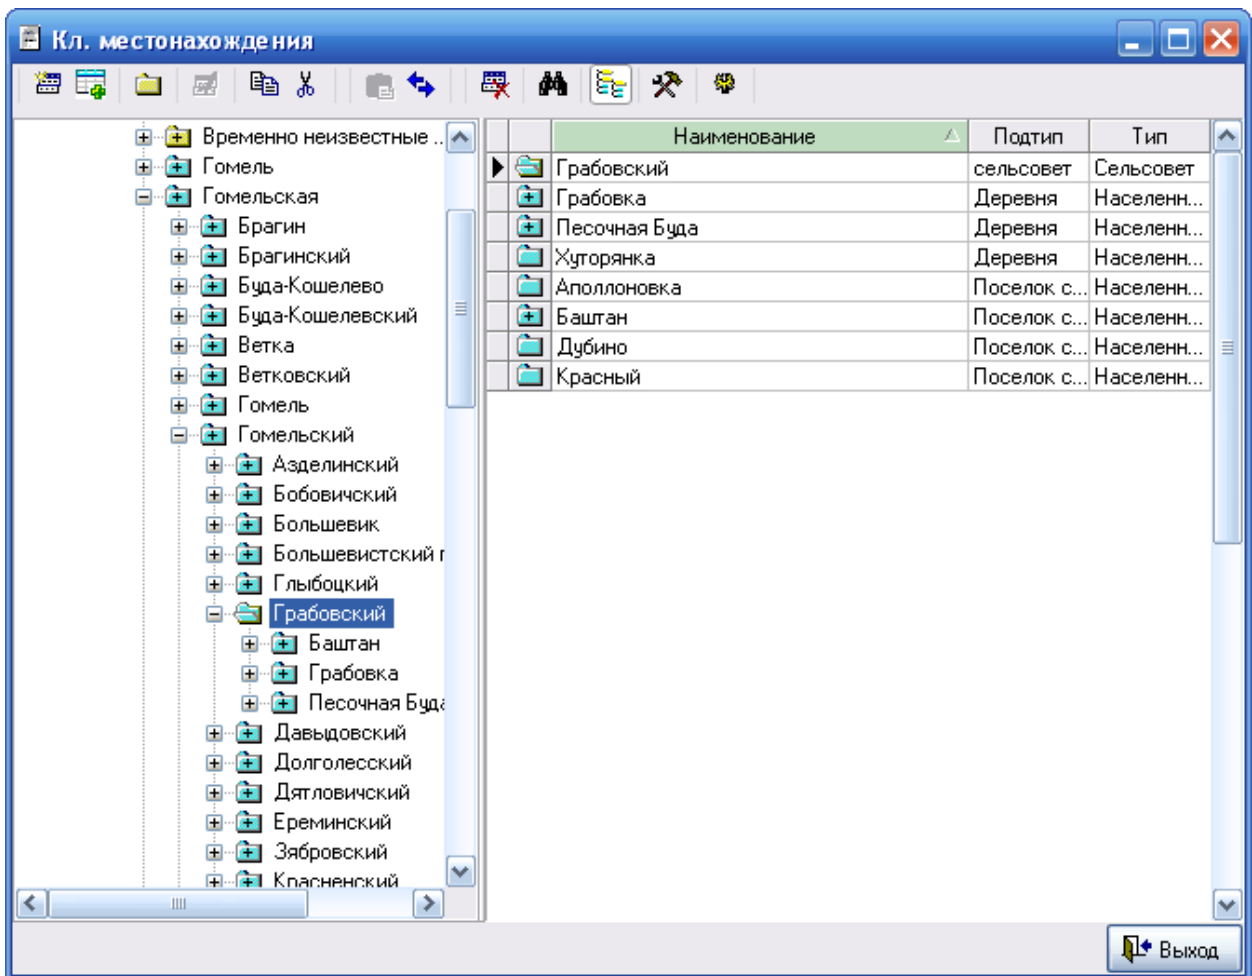 Кл. местонахождения
Временно неизвестные ..
Гомель
Гомельская
Брагин
Брагинский
Буда-Кошелево
Буда-Кошелевский
Ветка
Ветковский
Гомель
Гомельский
Азделинский
Бобовичский
Большевик
Большевистский п
Глыбоцкий
Грабовский
Баштан
Грабовка
Песочная Буда
Давыдовский
Долголесский
Дятловичский
Ереминский
Зябровский
Красненский
Наименование Подтип Тип
Грабовский сельсовет Сельсовет
Грабовка Деревня Населенн...
Песочная Буда Деревня Населенн...
Хуторянка Деревня Населенн...
Аполлоновка Поселок с... Населенн...
Баштан Поселок с... Населенн...
Дубино Поселок с... Населенн...
Красный Поселок с... Населенн...
Выход